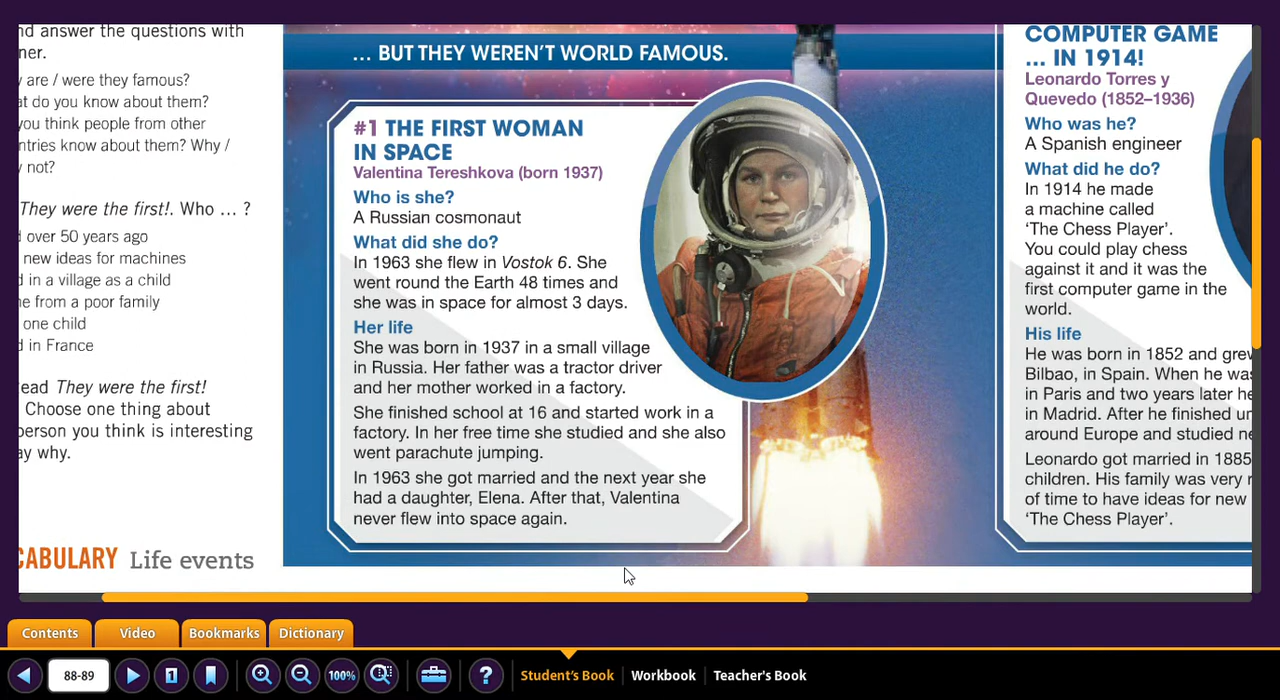 nd answer the questions with
ner.
y are / were they famous?
at do you know about them?
you think people from other
ntries know about them? Why /
y not?
They were the first!. Who … ?
d over 50 years ago
new ideas for machines
d in a village as a child
ne from a poor family
one child
d in France
ead They were the first!
Choose one thing about
person you think is interesting
ay why.
CABULARY Life events
… BUT THEY WEREN'T WORLD FAMOUS.
#1 THE FIRST WOMAN
IN SPACE
Valentina Tereshkova (born 1937)
Who is she?
A Russian cosmonaut
What did she do?
In 1963 she flew in Vostok 6. She
went round the Earth 48 times and
she was in space for almost 3 days.
Her life
She was born in 1937 in a small village
in Russia. Her father was a tractor driver
and her mother worked in a factory.
She finished school at 16 and started work in a
factory. In her free time she studied and she also
went parachute jumping.
In 1963 she got married and the next year she
had a daughter, Elena. After that, Valentina
never flew into space again.
COMPUTER GAME
… IN 1914!
Leonardo Torres y
Quevedo (1852–1936)
Who was he?
A Spanish engineer
What did he do?
In 1914 he made
a machine called
'The Chess Player'.
You could play chess
against it and it was the
first computer game in the
world.
His life
He was born in 1852 and grew
Bilbao, in Spain. When he was
in Paris and two years later he
in Madrid. After he finished un
around Europe and studied ne
Leonardo got married in 1885
children. His family was very r
of time to have ideas for new
'The Chess Player'.
Contents Video Bookmarks Dictionary
88-89 1 100% ? Student's Book Workbook Teacher's Book